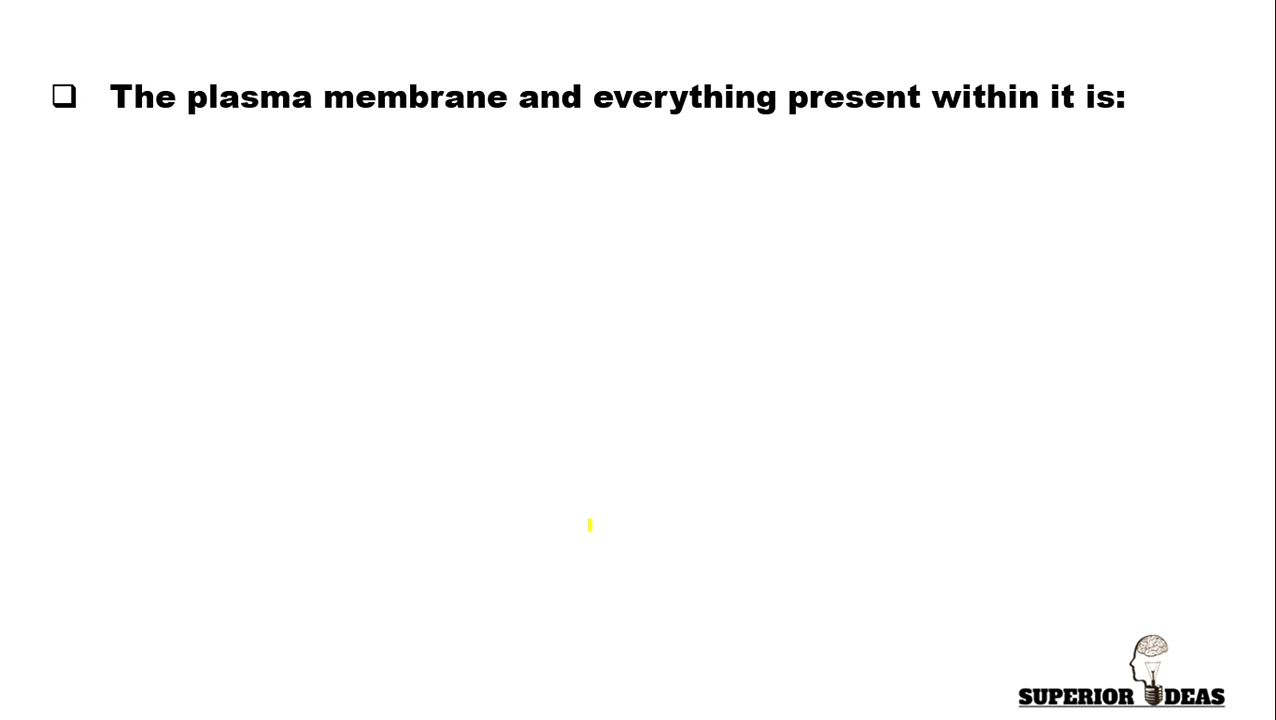 ❑ The plasma membrane and everything present within it is:
SUPERIOR IDEAS